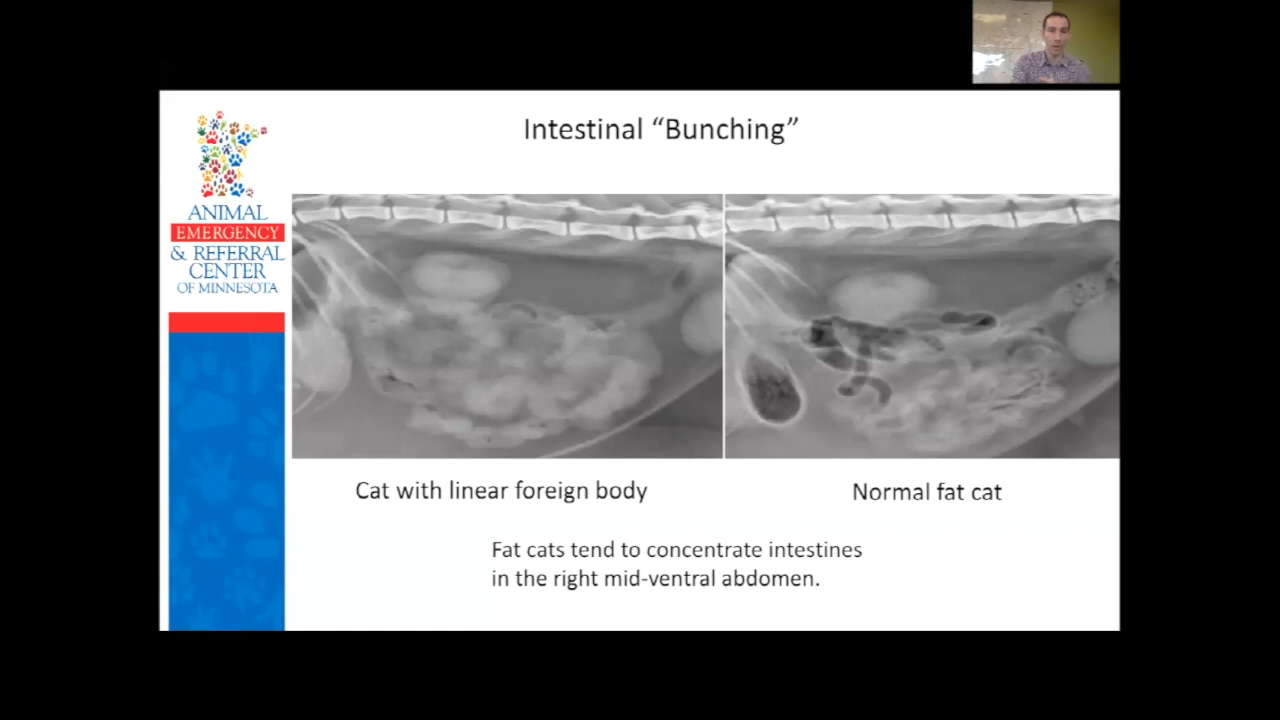 Intestinal “Bunching”
ANIMAL
EMERGENCY
& REFERRAL
CENTER
OF MINNESOTA
Cat with linear foreign body
Normal fat cat
Fat cats tend to concentrate intestines
in the right mid-ventral abdomen.